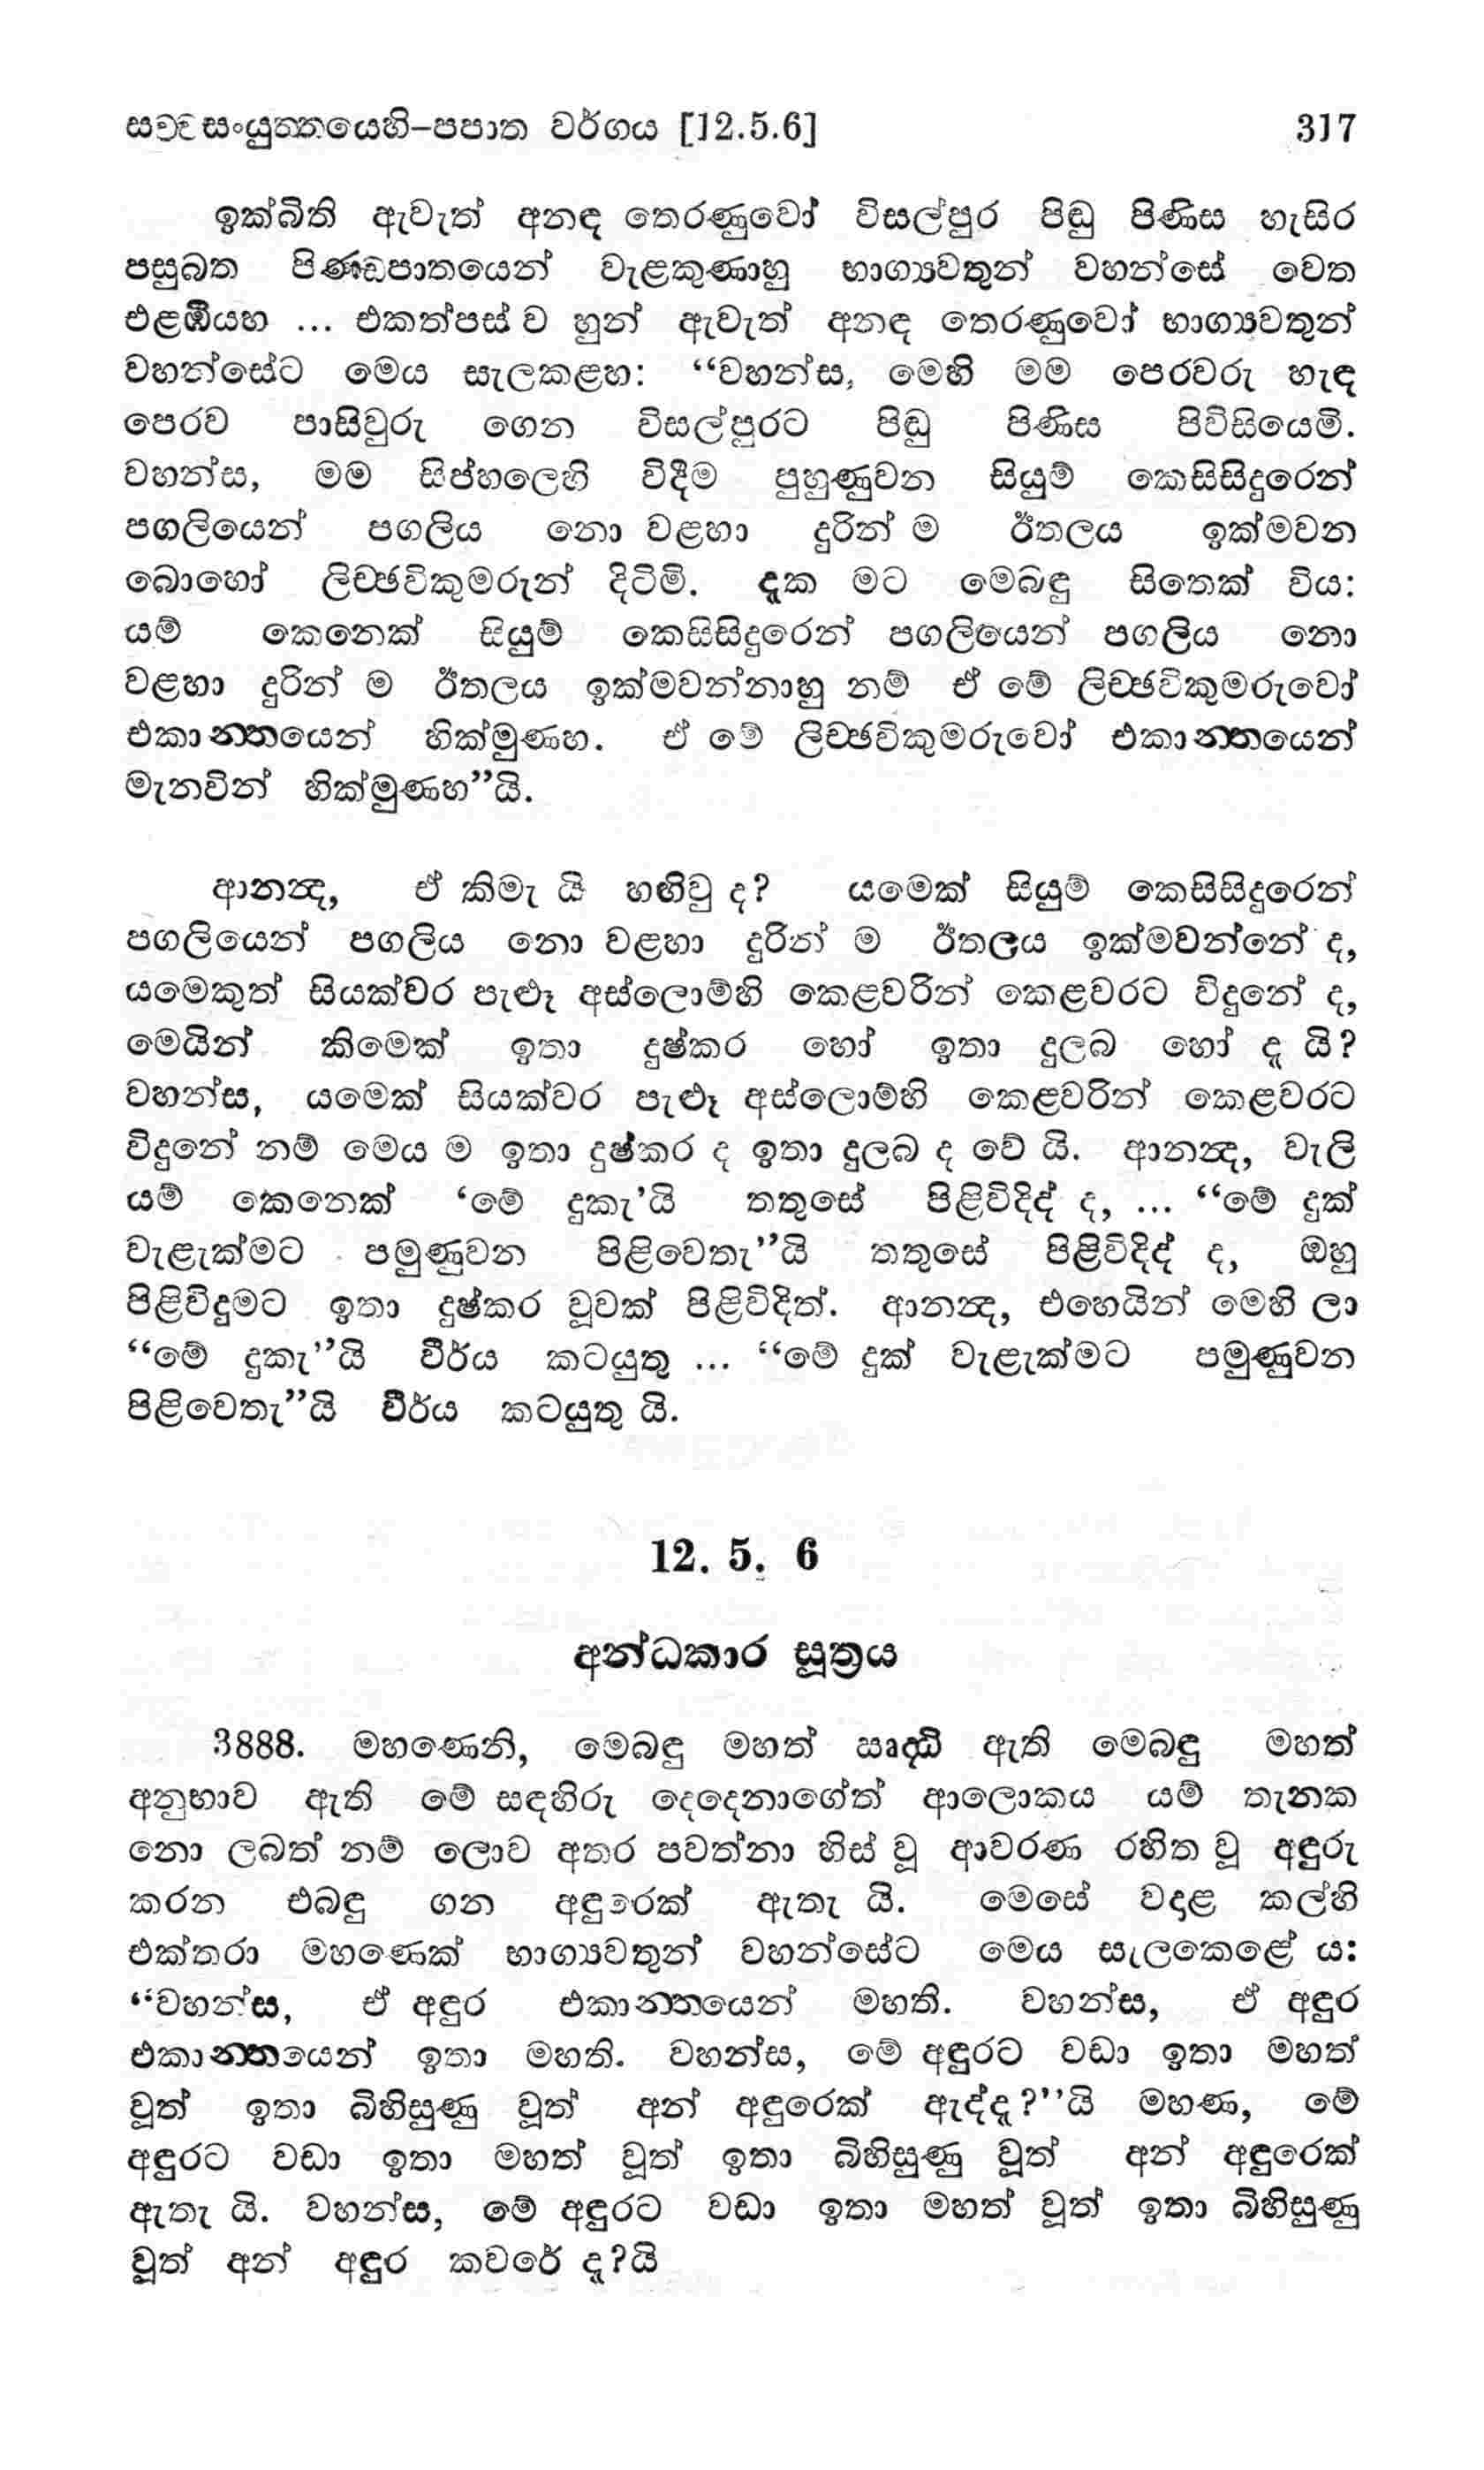 සච්චසංයුත්තයෙහි–පපාත වර්ගය [12.5.6] 317
ඉක්බිති ඇවැත් අනඳ තෙරණුවෝ විසල්පුර පිඬු පිණිස හැසිර
පසුබත පිණ්ඩපාතයෙන් වැළකුණාහු භාග්‍යවතුන් වහන්සේ වෙත
එළඹියහ ... එකත්පස් ව හුන් ඇවැත් අනඳ තෙරණුවෝ භාග්‍යවතුන්
වහන්සේට මෙය සැලකළහ: “වහන්ස, මෙහි මම පෙරවරු හැඳ
පෙරව පාසිවුරු ගෙන විසල්පුරට පිඬු පිණිස පිවිසියෙමි.
වහන්ස, මම සිප්හලෙහි විදීම පුහුණුවන සියුම් කෙසිසිදුරෙන්
පගලියෙන් පගලිය නො වළහා දුරින් ම ඊතලය ඉක්මවන
බොහෝ ලිච්ඡවිකුමරුන් දිටිමි. දැක මට මෙබඳු සිතෙක් විය:
යම් කෙනෙක් සියුම් කෙසිසිදුරෙන් පගලියෙන් පගලිය නො
වළහා දුරින් ම ඊතලය ඉක්මවන්නාහු නම් ඒ මේ ලිච්ඡවිකුමරුවෝ
එකාන්තයෙන් හික්මුණහ. ඒ මේ ලිච්ඡවිකුමරුවෝ එකාන්තයෙන්
මැනවින් හික්මුණහ”යි.
ආනන්‍ද, ඒ කිමැ යි හඟිවු ද? යමෙක් සියුම් කෙසිසිදුරෙන්
පගලියෙන් පගලිය නො වළහා දුරින් ම ඊතලය ඉක්මවන්නේ ද,
යමෙකුත් සියක්වර පැළූ අස්ලොම්හි කෙළවරින් කෙළවරට විදුනේ ද,
මෙයින් කිමෙක් ඉතා දුෂ්කර හෝ ඉතා දුලබ හෝ දැ යි?
වහන්ස, යමෙක් සියක්වර පැළූ අස්ලොම්හි කෙළවරින් කෙළවරට
විදුනේ නම් මෙය ම ඉතා දුෂ්කර ද ඉතා දුලබ ද වේ යි. ආනන්‍ද, වැලි
යම් කෙනෙක් ‘මේ දුකැ’යි තතුසේ පිළිවිදිද් ද, ... “මේ දුක්
වැළැක්මට පමුණුවන පිළිවෙතැ”යි තතුසේ පිළිවිදිද් ද, ඔහු
පිළිවිදුමට ඉතා දුෂ්කර වූවක් පිළිවිදිත්. ආනන්‍ද, එහෙයින් මෙහි ලා
“මේ දුකැ”යි වීර්ය කටයුතු ... “මේ දුක් වැළැක්මට පමුණුවන
පිළිවෙතැ”යි වීර්ය කටයුතු යි.
12. 5. 6
අන්ධකාර සූත්‍රය
3888. මහණෙනි, මෙබඳු මහත් ඍද්ධි ඇති මෙබඳු මහත්
අනුභාව ඇති මේ සඳහිරු දෙදෙනාගේත් ආලොකය යම් තැනක
නො ලබත් නම් ලොව අතර පවත්නා හිස් වූ ආවරණ රහිත වූ අඳුරු
කරන එබඳු ගන අඳුරෙක් ඇතැ යි. මෙසේ වදාළ කල්හි
එක්තරා මහණෙක් භාග්‍යවතුන් වහන්සේට මෙය සැලකෙළේ ය:
“වහන්ස, ඒ අඳුර එකාන්තයෙන් මහති. වහන්ස, ඒ අඳුර
එකාන්තයෙන් ඉතා මහති. වහන්ස, මේ අඳුරට වඩා ඉතා මහත්
වූත් ඉතා බිහිසුණු වූත් අන් අඳුරෙක් ඇද්ද?”යි මහණ, මේ
අඳුරට වඩා ඉතා මහත් වූත් ඉතා බිහිසුණු වූත් අන් අඳුරෙක්
ඇතැ යි. වහන්ස, මේ අඳුරට වඩා ඉතා මහත් වූත් ඉතා බිහිසුණු
වූත් අන් අඳුර කවරේ දැ?යි